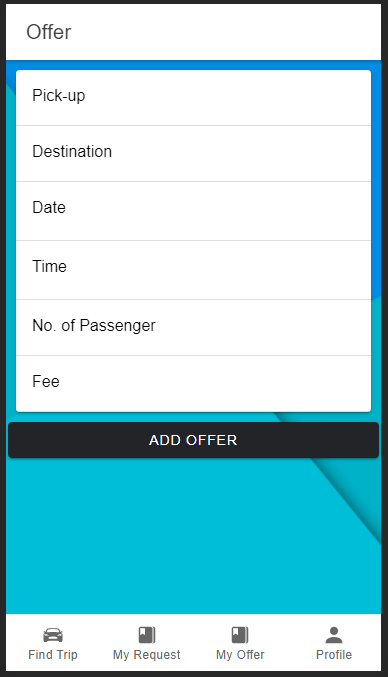 Offer
Pick-up
Destination
Date
Time
No. of Passenger
Fee
ADD OFFER
Find Trip My Request My Offer Profile